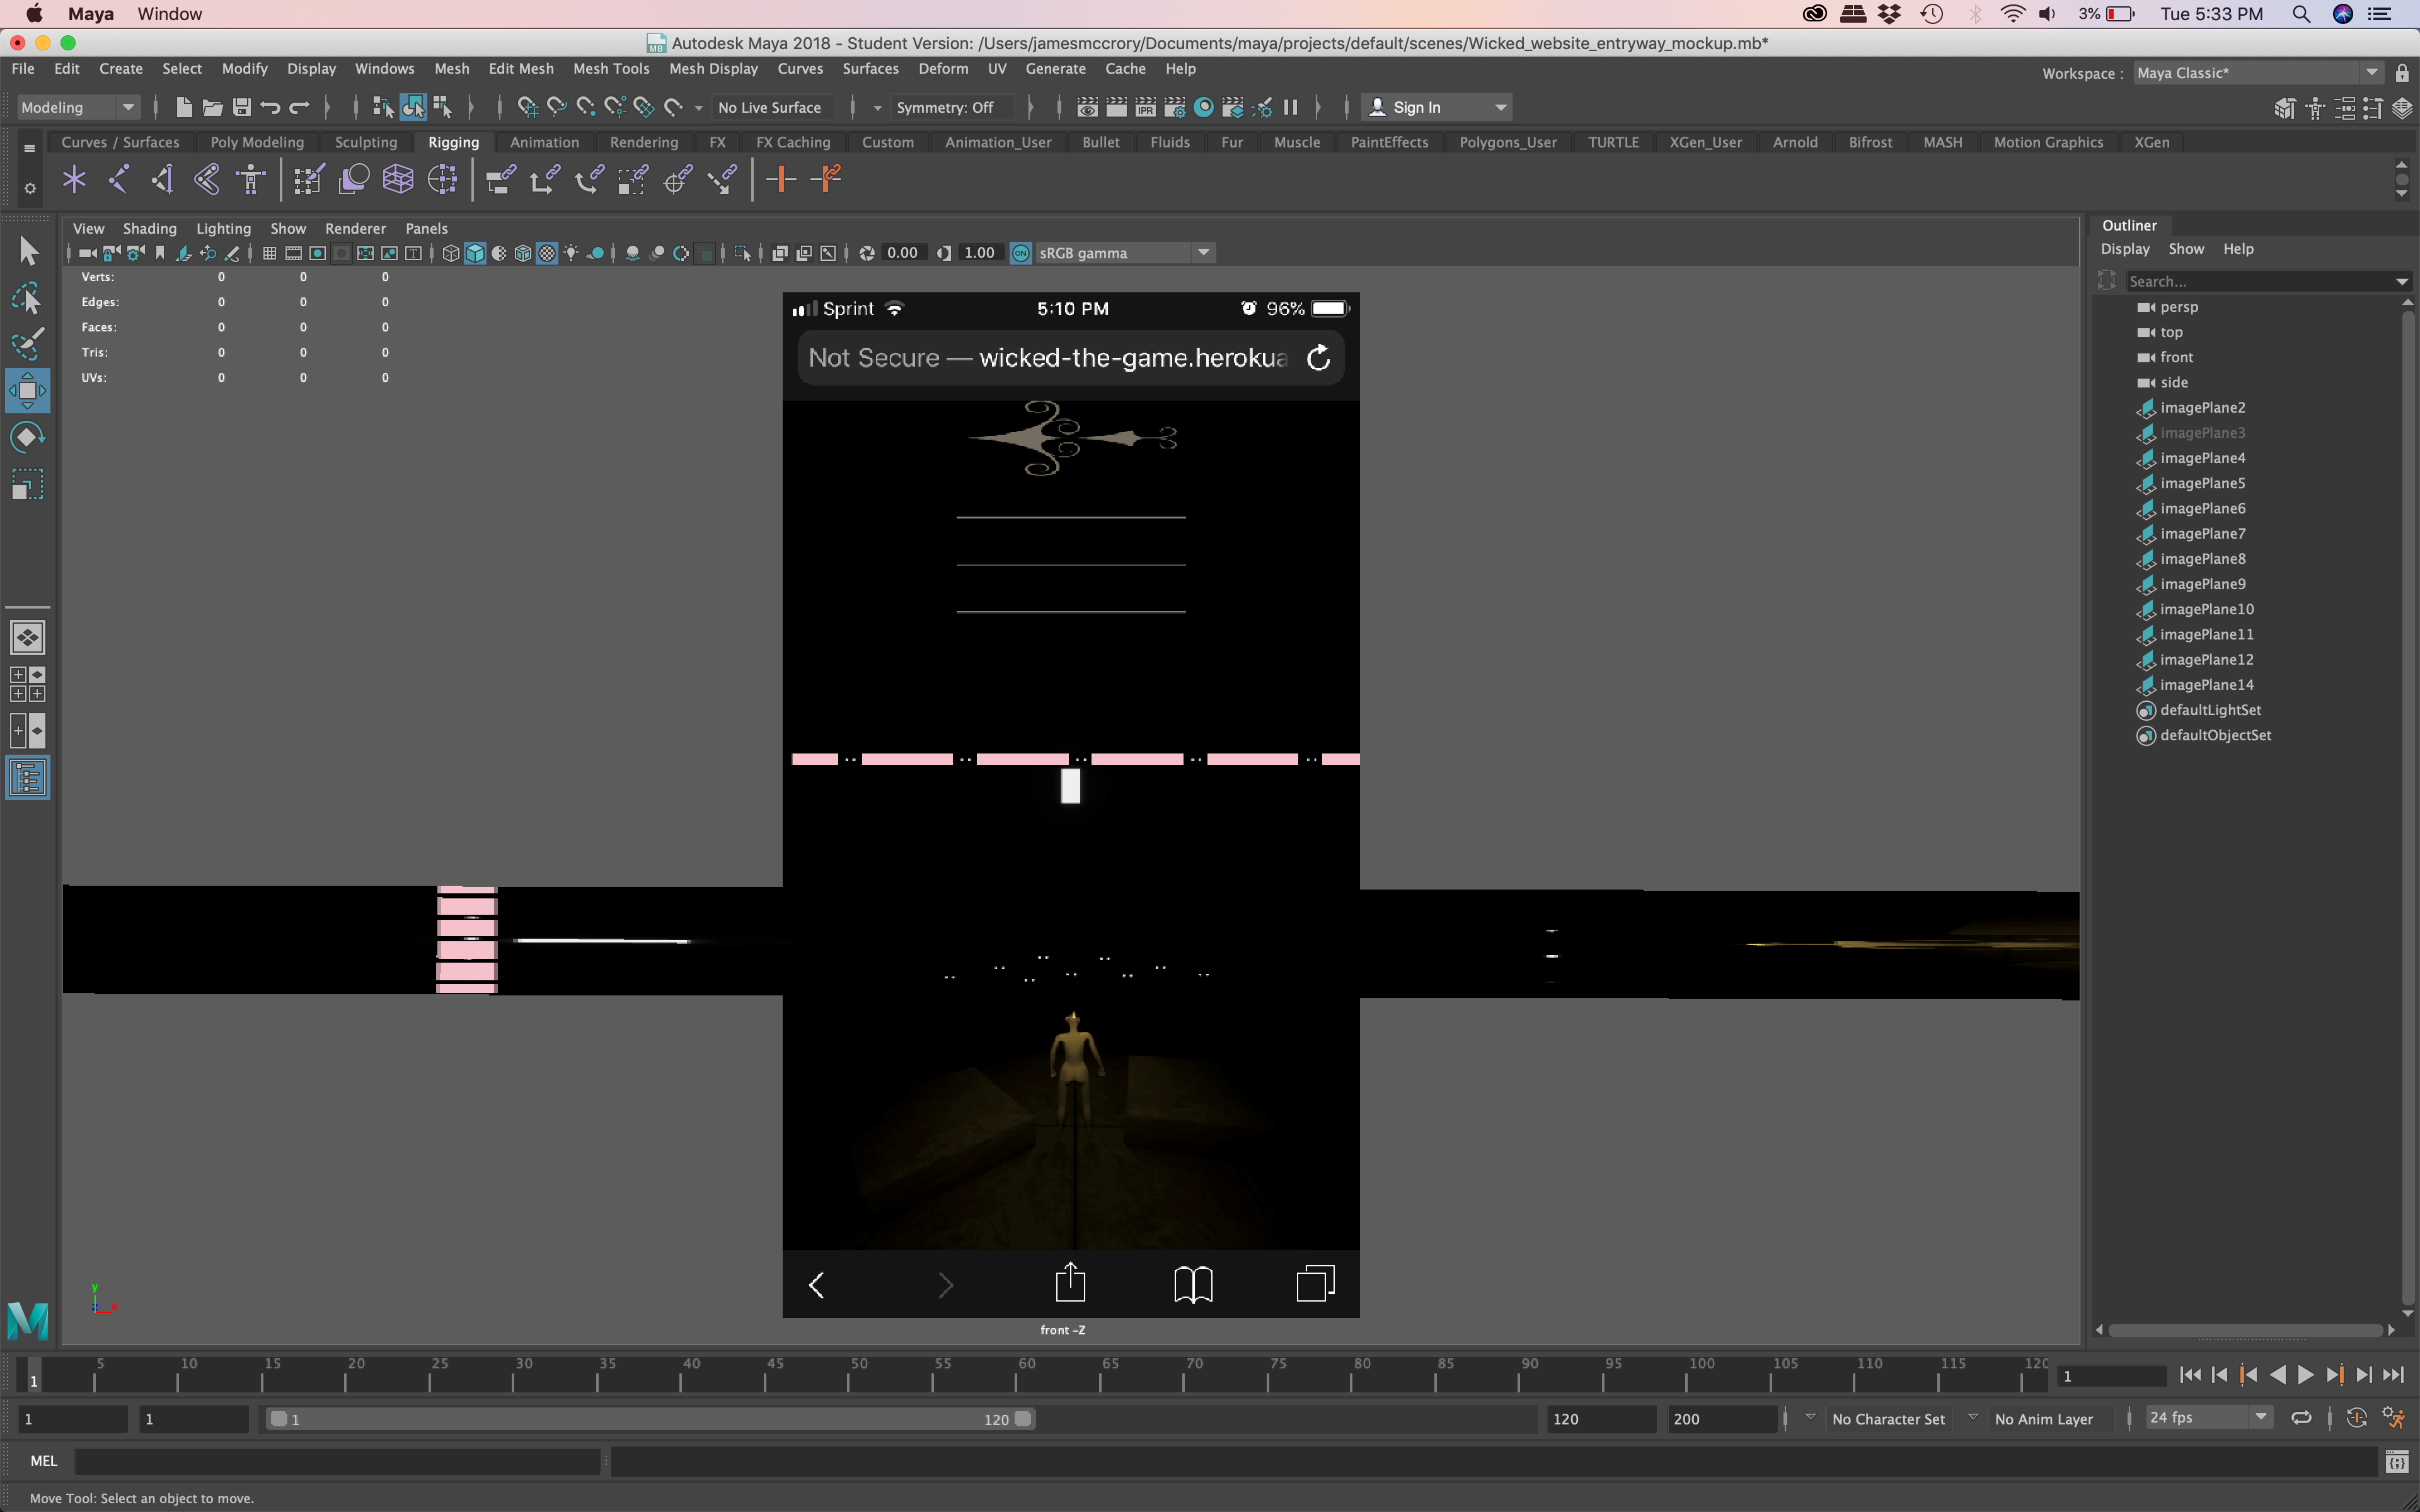 Maya Window 3% Tue 5:33 PM
Autodesk Maya 2018 - Student Version: /Users/jamesmccrory/Documents/maya/projects/default/scenes/Wicked_website_entryway_mockup.mb*
File Edit Create Select Modify Display Windows Mesh Edit Mesh Mesh Tools Mesh Display Curves Surfaces Deform UV Generate Cache Help
Workspace : Maya Classic*
Modeling No Live Surface Symmetry: Off IPR Sign In
Curves / Surfaces Poly Modeling Sculpting Rigging Animation Rendering FX FX Caching Custom Animation_User Bullet Fluids Fur Muscle PaintEffects Polygons_User TURTLE XGen_User Arnold Bifrost MASH Motion Graphics XGen
View Shading Lighting Show Renderer Panels
0.00 1.00 ON sRGB gamma
Verts: 0 0 0
Edges: 0 0 0
Faces: 0 0 0
Tris: 0 0 0
UVs: 0 0 0
Sprint 5:10 PM 96%
Not Secure — wicked-the-game.herokua
y
z x
front -Z
Outliner
Display Show Help
Search...
persp
top
front
side
imagePlane2
imagePlane3
imagePlane4
imagePlane5
imagePlane6
imagePlane7
imagePlane8
imagePlane9
imagePlane10
imagePlane11
imagePlane12
imagePlane14
defaultLightSet
defaultObjectSet
M
1 5 10 15 20 25 30 35 40 45 50 55 60 65 70 75 80 85 90 95 100 105 110 115 120 1
1 1 1 120 120 200 No Character Set No Anim Layer 24 fps
MEL
Move Tool: Select an object to move.